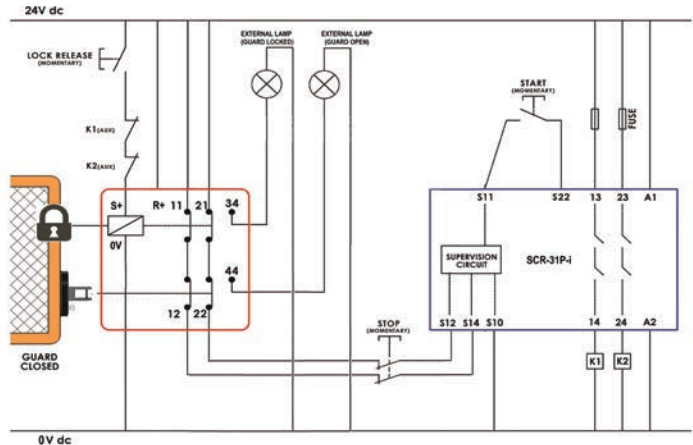 24V dc
LOCK RELEASE
(MOMENTARY)
EXTERNAL LAMP
(GUARD LOCKED)
EXTERNAL LAMP
(GUARD OPEN)
START
(MOMENTARY)
K1(AUX)
FUSE
K2(AUX)
S+ R+ 11 21 34
S11 S22 13 23 A1
0V
SUPERVISION
CIRCUIT
SCR-31P-i
44
12 22
STOP
(MOMENTARY)
S12 S14 S10 14 24 A2
GUARD
CLOSED
K1 K2
0V dc